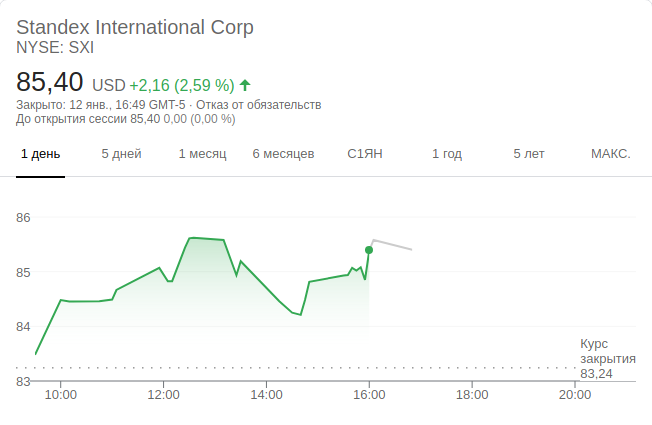 Standex International Corp
NYSE: SXI
85,40 USD +2,16 (2,59 %)
Закрыто: 12 янв., 16:49 GMT-5 · Отказ от обязательств
До открытия сессии 85,40 0,00 (0,00 %)
1 день 5 дней 1 месяц 6 месяцев С1ЯН 1 год 5 лет МАКС.
86
85
84
Курс
закрытия
83,24
83
10:00 12:00 14:00 16:00 18:00 20:00